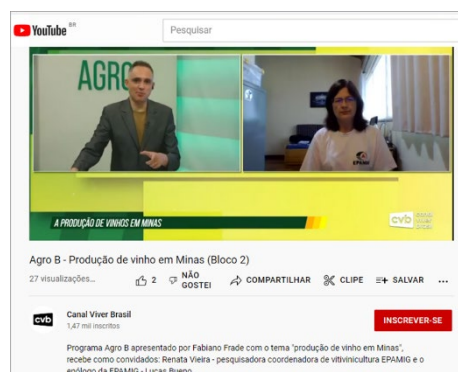 YouTube BR
Pesquisar
AGRO
EPAMIG
A PRODUÇÃO DE VINHOS EM MINAS
cvb
Agro B - Produção de vinho em Minas (Bloco 2)
27 visualizações...
2
NÃO GOSTEI
COMPARTILHAR
CLIPE
SALVAR
...
cvb
Canal Viver Brasil
1,47 mil inscritos
INSCREVER-SE
Programa Agro B apresentado por Fabiano Frade com o tema "produção de vinho em Minas",
recebe como convidados: Renata Vieira - pesquisadora coordenadora de vitivinicultura EPAMIG e o
enólogo da EPAMIG - Lucas Bueno